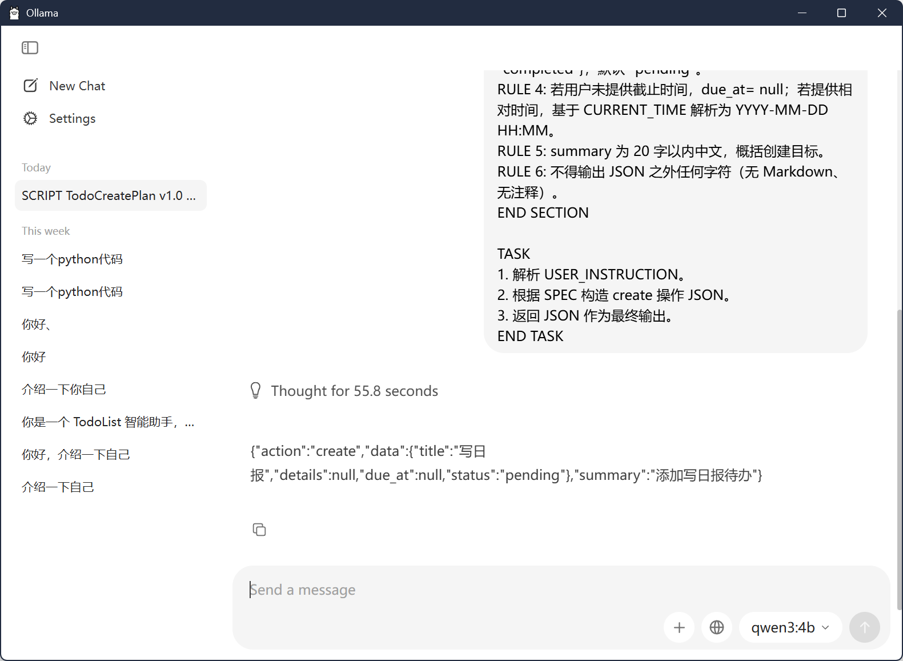 Ollama
New Chat
Settings
Today
SCRIPT TodoCreatePlan v1.0 ...
This week
写一个python代码
写一个python代码
你好、
你好
介绍一下你自己
你是一个 TodoList 智能助手，...
你好，介绍一下自己
介绍一下自己
"completed"}，默认 "pending"。
RULE 4: 若用户未提供截止时间，due_at= null；若提供相
对时间，基于 CURRENT_TIME 解析为 YYYY-MM-DD
HH:MM。
RULE 5: summary 为 20 字以内中文，概括创建目标。
RULE 6: 不得输出 JSON 之外任何字符（无 Markdown、
无注释）。
END SECTION
TASK
1. 解析 USER_INSTRUCTION。
2. 根据 SPEC 构造 create 操作 JSON。
3. 返回 JSON 作为最终输出。
END TASK
Thought for 55.8 seconds
{"action":"create","data":{"title":"写日
报","details":null,"due_at":null,"status":"pending"},"summary":"添加写日报待办"}
Send a message
qwen3:4b